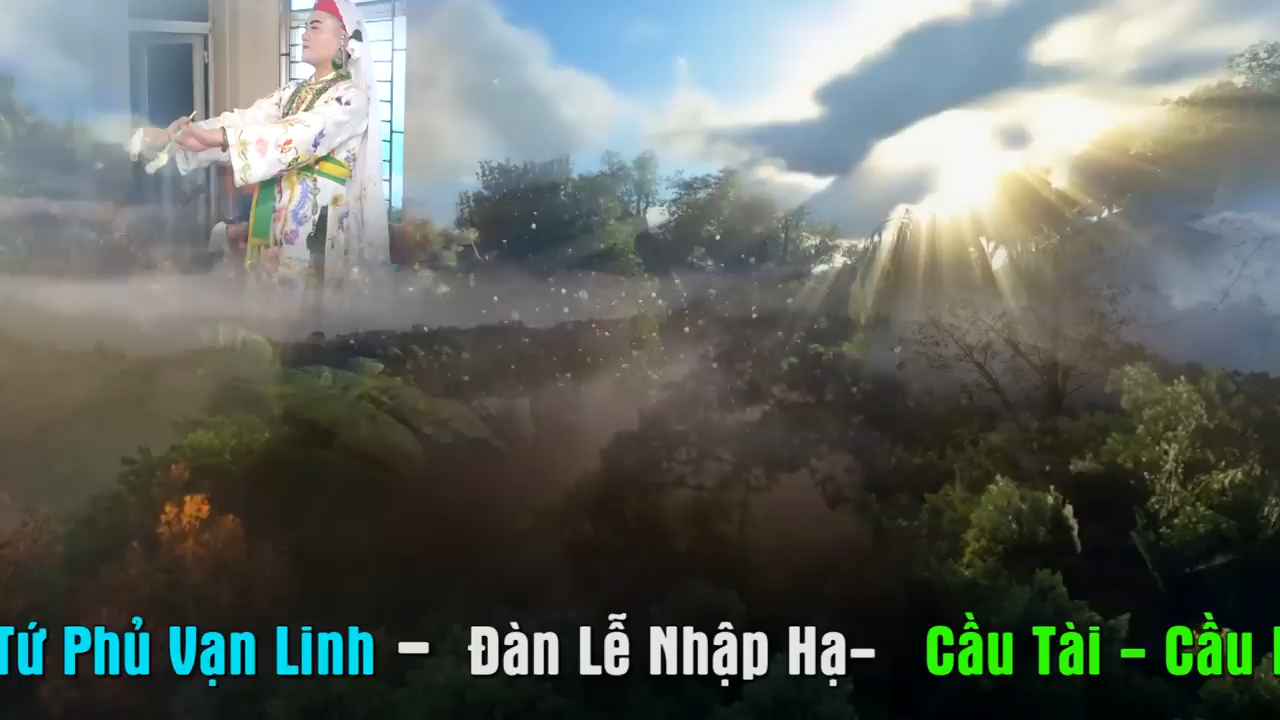 Tứ Phủ Vạn Linh – Đàn Lễ Nhập Hạ- Cầu Tài - Cầu